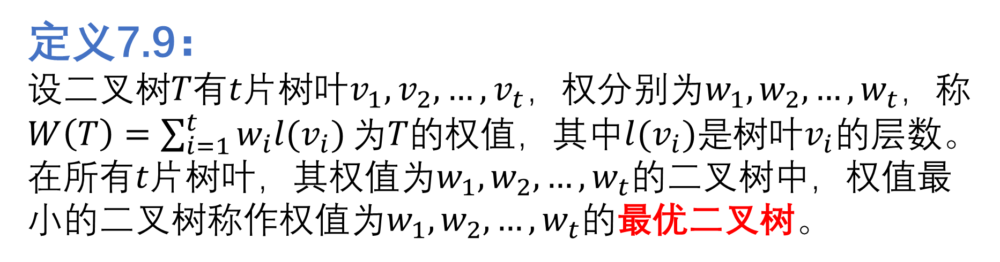 定义7.9：
设二叉树T有t片树叶v₁, v₂, … , vₜ，权分别为w₁, w₂, … , wₜ，称
W(T) = ∑ᵢ₌₁ᵗ wᵢl(vᵢ) 为T的权值，其中l(vᵢ)是树叶vᵢ的层数。
在所有t片树叶，其权值为w₁, w₂, … , wₜ的二叉树中，权值最
小的二叉树称作权值为w₁, w₂, … , wₜ的最优二叉树。